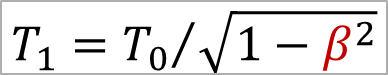 T₁ = T₀/√1 − β²